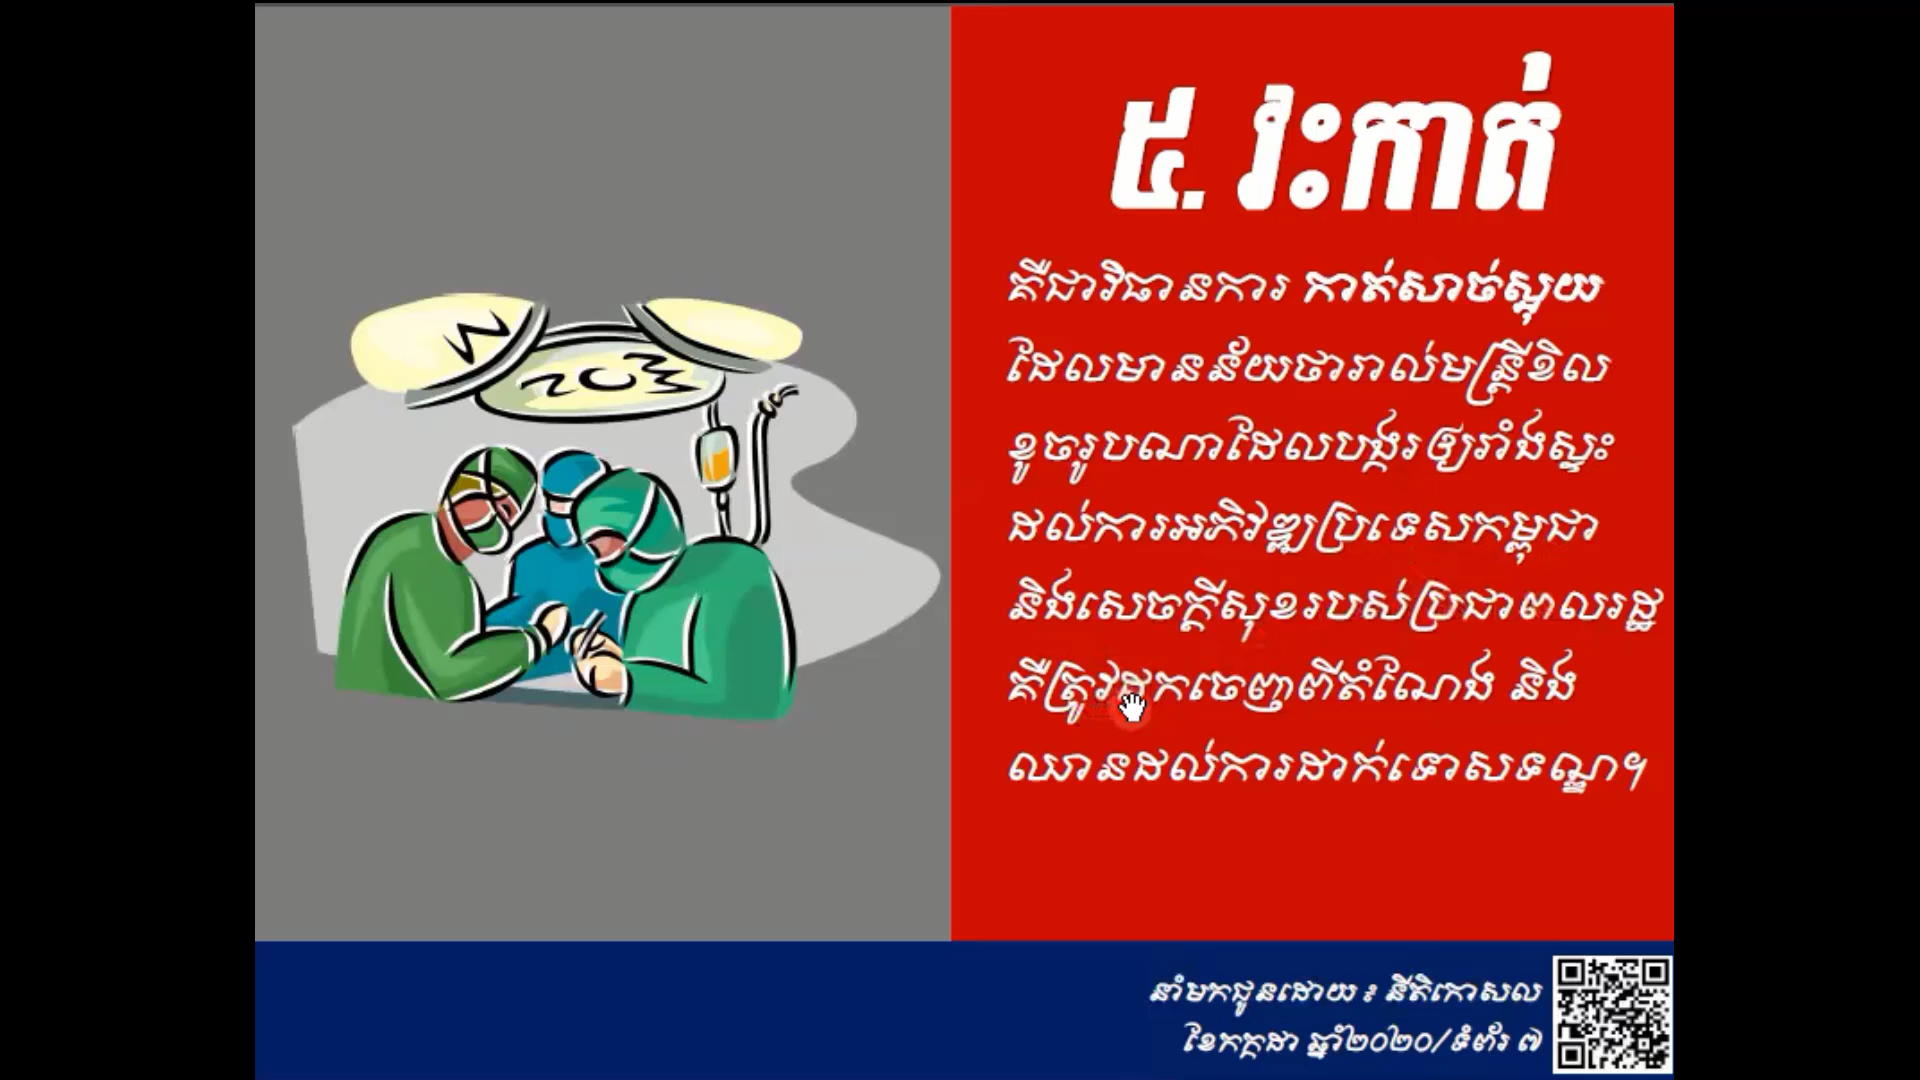 ៥. វះកាត់
គឺជាវិធានការ កាត់សាច់ស្អុយ
ដែលមានន័យថារាល់មន្ត្រីខិល
ខូចរូបណាដែលបង្ករឲ្យរាំងស្ទះ
ដល់ការអភិវឌ្ឍប្រទេសកម្ពុជា
និងសេចក្តីសុខរបស់ប្រជាពលរដ្ឋ
គឺត្រូវដកចេញពីតំណែង និង
ឈានដល់ការដាក់ទោសទណ្ឌ។
នាំមកជូនដោយ ៖ នីតិកោសល
ខែកក្កដា ឆ្នាំ២០២០/ទំព័រ ៧